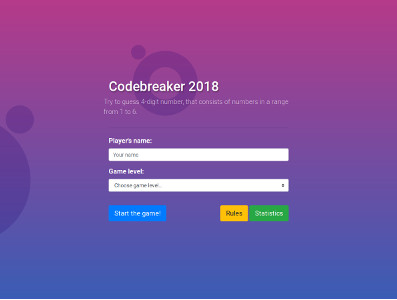 Codebreaker 2018
Try to guess 4-digit number, that consists of numbers in a range
from 1 to 6.
Player's name:
Your name
Game level:
Choose game level...
Start the game! Rules Statistics